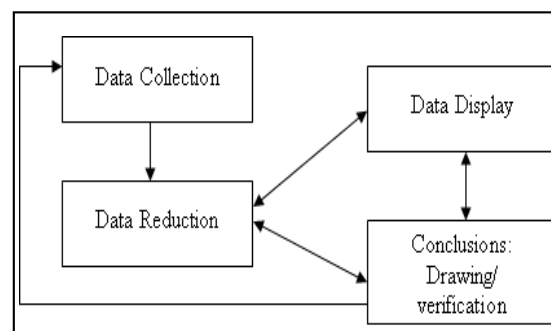 Data Collection
Data Display
Data Reduction
Conclusions:
Drawing/
verification